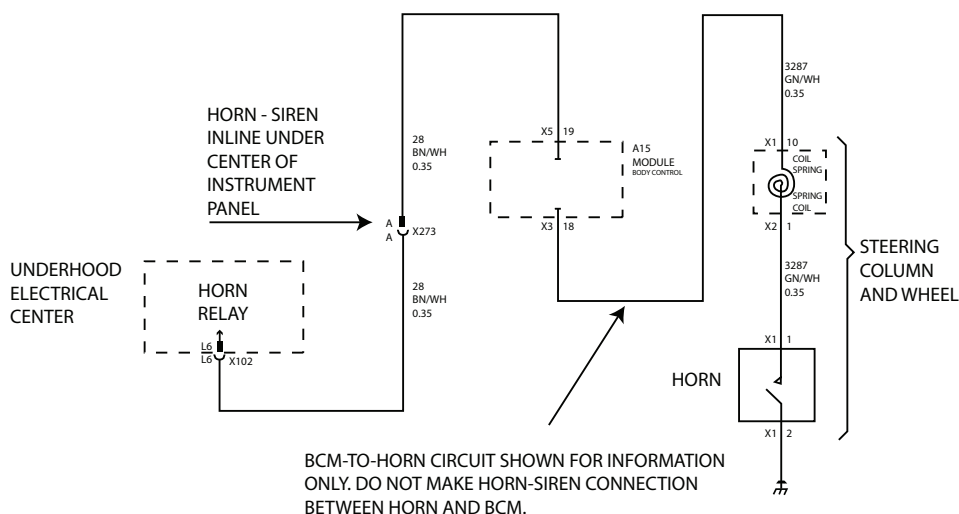 3287
GN/WH
0.35
HORN - SIREN
INLINE UNDER
CENTER OF
INSTRUMENT
PANEL
28
BN/WH
0.35
X5 19
A15
MODULE
BODY CONTROL
X3 18
X1 10
COIL
SPRING
SPRING
COIL
X2 1
A
A X273
STEERING
COLUMN
AND WHEEL
UNDERHOOD
ELECTRICAL
CENTER
HORN
RELAY
L6
L6 X102
28
BN/WH
0.35
3287
GN/WH
0.35
X1 1
HORN
X1 2
BCM-TO-HORN CIRCUIT SHOWN FOR INFORMATION
ONLY. DO NOT MAKE HORN-SIREN CONNECTION
BETWEEN HORN AND BCM.